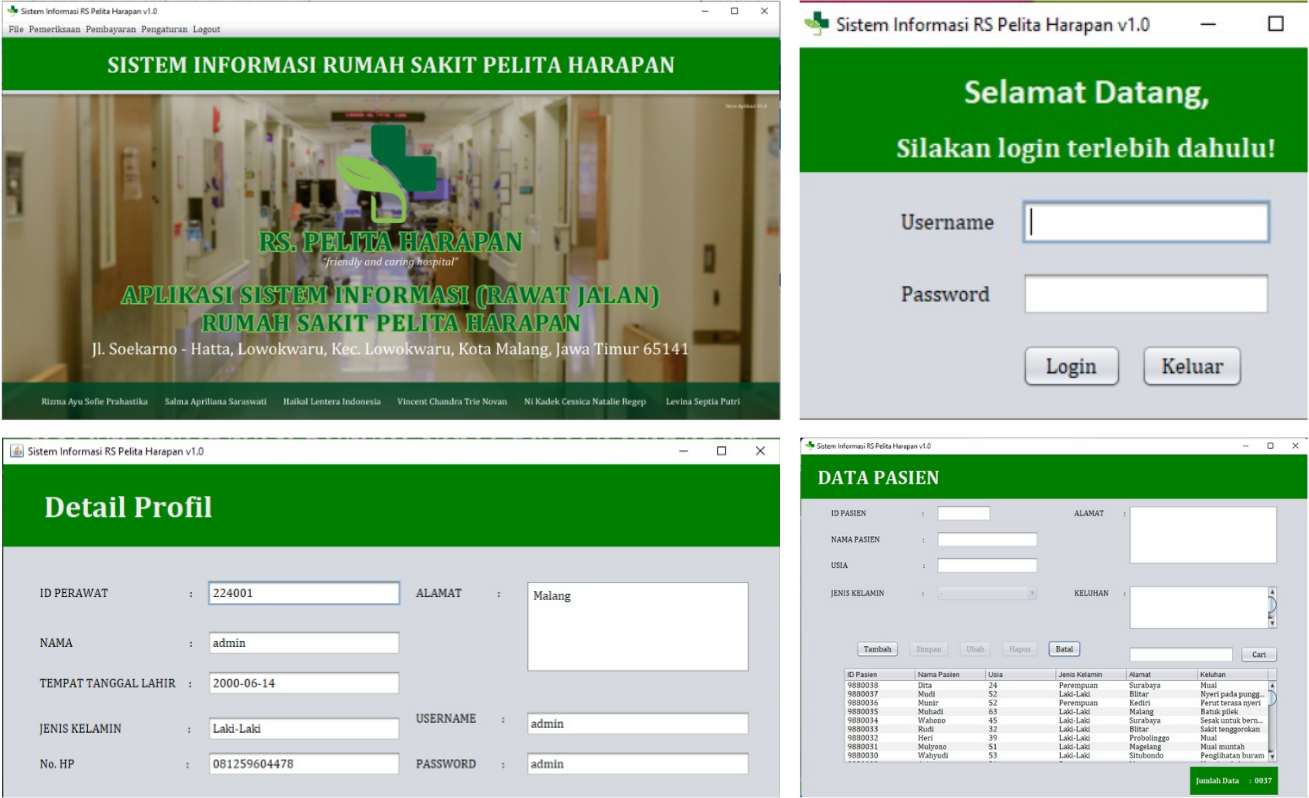 Sistem Informasi RS Pelita Harapan v1.0
File Pemeriksaan Pembayaran Pengaturan Logout
SISTEM INFORMASI RUMAH SAKIT PELITA HARAPAN
Versi Aplikasi V1.0
RS. PELITA HARAPAN
"friendly and caring hospital"
APLIKASI SISTEM INFORMASI (RAWAT JALAN)
RUMAH SAKIT PELITA HARAPAN
Jl. Soekarno - Hatta, Lowokwaru, Kec. Lowokwaru, Kota Malang, Jawa Timur 65141
Rizma Ayu Sofie Prahastika Salma Apriliana Saraswati Haikal Lentera Indonesia Vincent Chandra Trie Novan Ni Kadek Cessica Natalie Regep Levina Septia Putri
Sistem Informasi RS Pelita Harapan v1.0
Selamat Datang,
Silakan login terlebih dahulu!
Username
Password
Login Keluar
Sistem Informasi RS Pelita Harapan v1.0
Detail Profil
ID PERAWAT : 224001 ALAMAT : Malang
NAMA : admin
TEMPAT TANGGAL LAHIR : 2000-06-14
JENIS KELAMIN : Laki-Laki USERNAME : admin
No. HP : 081259604478 PASSWORD : admin
Sistem Informasi RS Pelita Harapan v1.0
DATA PASIEN
ID PASIEN : ALAMAT :
NAMA PASIEN :
USIA :
JENIS KELAMIN : - KELUHAN :
Tambah Simpan Ubah Hapus Batal Cari
ID Pasien Nama Pasien Usia Jenis Kelamin Alamat Keluhan
9880038 Dita 24 Perempuan Surabaya Mual
9880037 Mudi 52 Laki-Laki Blitar Nyeri pada pungg...
9880036 Munir 52 Perempuan Kediri Perut terasa nyeri
9880035 Muhadi 63 Laki-Laki Malang Batuk pilek
9880034 Wahono 45 Laki-Laki Surabaya Sesak untuk bern...
9880033 Rudi 32 Laki-Laki Blitar Sakit tenggorokan
9880032 Heri 39 Laki-Laki Probolinggo Mual
9880031 Mulyono 51 Laki-Laki Magelang Mual muntah
9880030 Wahyudi 53 Laki-Laki Situbondo Penglihatan buram
Jumlah Data : 0037